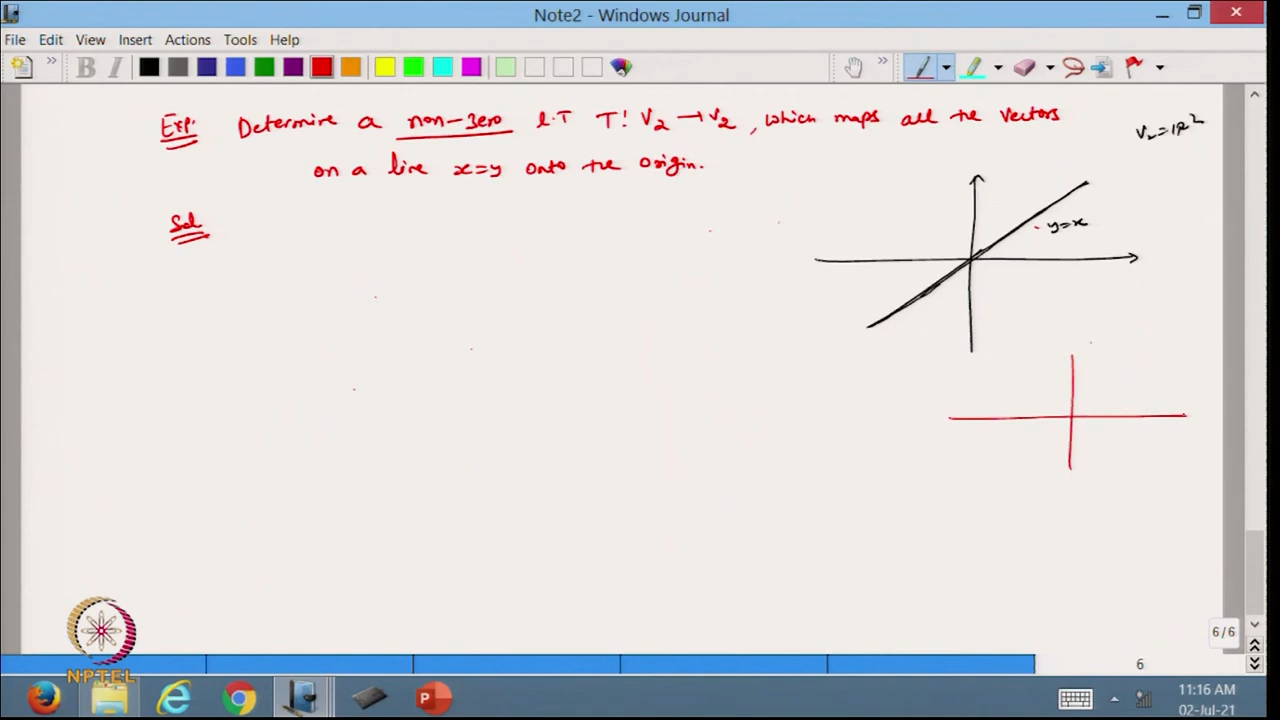 Note2 - Windows Journal
File Edit View Insert Actions Tools Help
Exp: Determine a non-zero l.T T: V2 → V2, which maps all the vectors
on a line x=y onto the origin.
V2=IR^2
Sol
y=x
6/6
6
NPTEL
11:16 AM
02-Jul-21